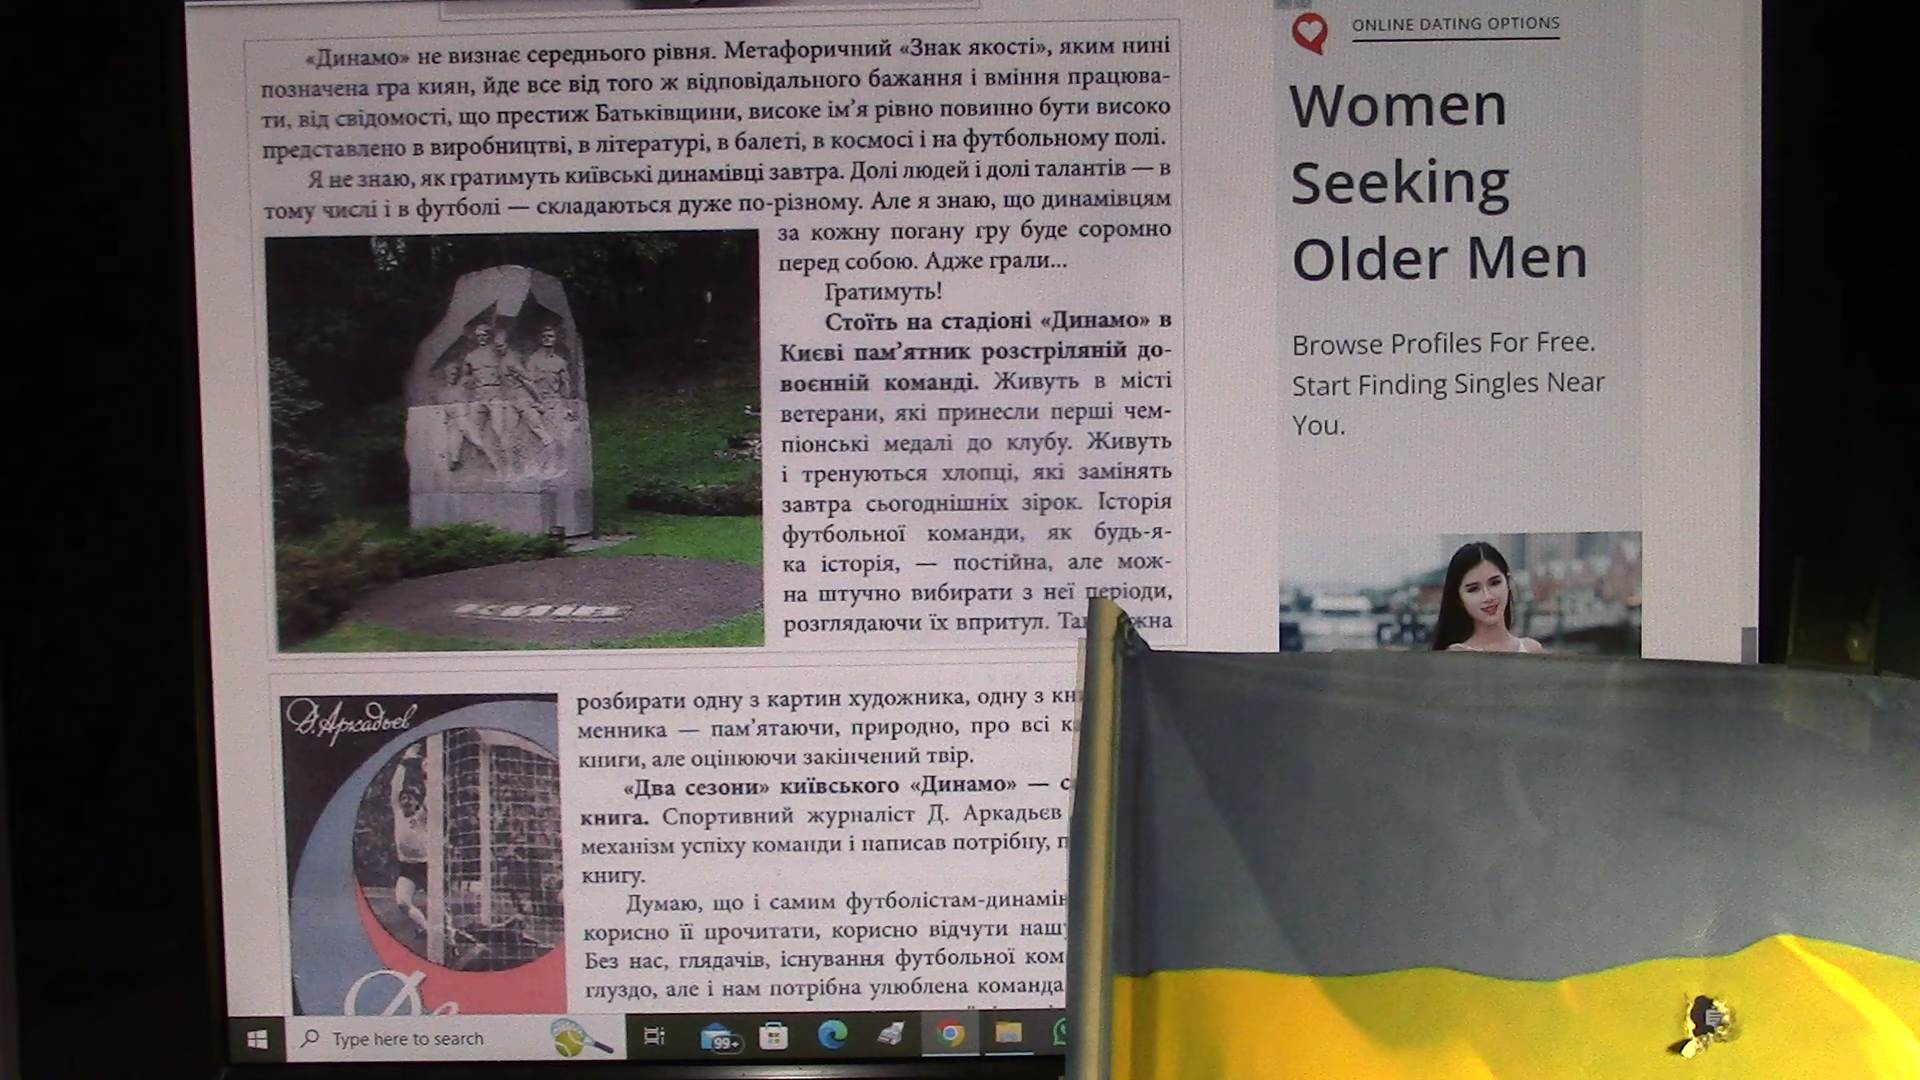 «Динамо» не визнає середнього рівня. Метафоричний «Знак якості», яким нині
позначена гра киян, йде все від того ж відповідального бажання і вміння працюва-
ти, від свідомості, що престиж Батьківщини, високе ім’я рівно повинно бути високо
представлено в виробництві, в літературі, в балеті, в космосі і на футбольному полі.
Я не знаю, як гратимуть київські динамівці завтра. Долі людей і долі талантів — в
тому числі і в футболі — складаються дуже по-різному. Але я знаю, що динамівцям
за кожну погану гру буде соромно
перед собою. Адже грали...
Гратимуть!
Стоїть на стадіоні «Динамо» в
Києві пам’ятник розстріляній до-
воєнній команді. Живуть в місті
ветерани, які принесли перші чем-
піонські медалі до клубу. Живуть
і тренуються хлопці, які замінять
завтра сьогоднішніх зірок. Історія
футбольної команди, як будь-я-
ка історія, — постійна, але мож-
на штучно вибирати з неї періоди,
розглядаючи їх впритул.
КИЇВ
Д. Аркадьев
розбирати одну з картин художника, одну з
менника — пам’ятаючи, природно, про всі
книги, але оцінюючи закінчений твір.
«Два сезони» київського «Динамо» —
книга. Спортивний журналіст Д. Аркадьєв
механізм успіху команди і написав потрібну,
книгу.
Думаю, що і самим футболістам-динамів
корисно її прочитати, корисно відчути нашу
Без нас, глядачів, існування футбольної ком
глуздо, але і нам потрібна улюблена команда
ONLINE DATING OPTIONS
Women
Seeking
Older Men
Browse Profiles For Free.
Start Finding Singles Near
You.
Type here to search
99+